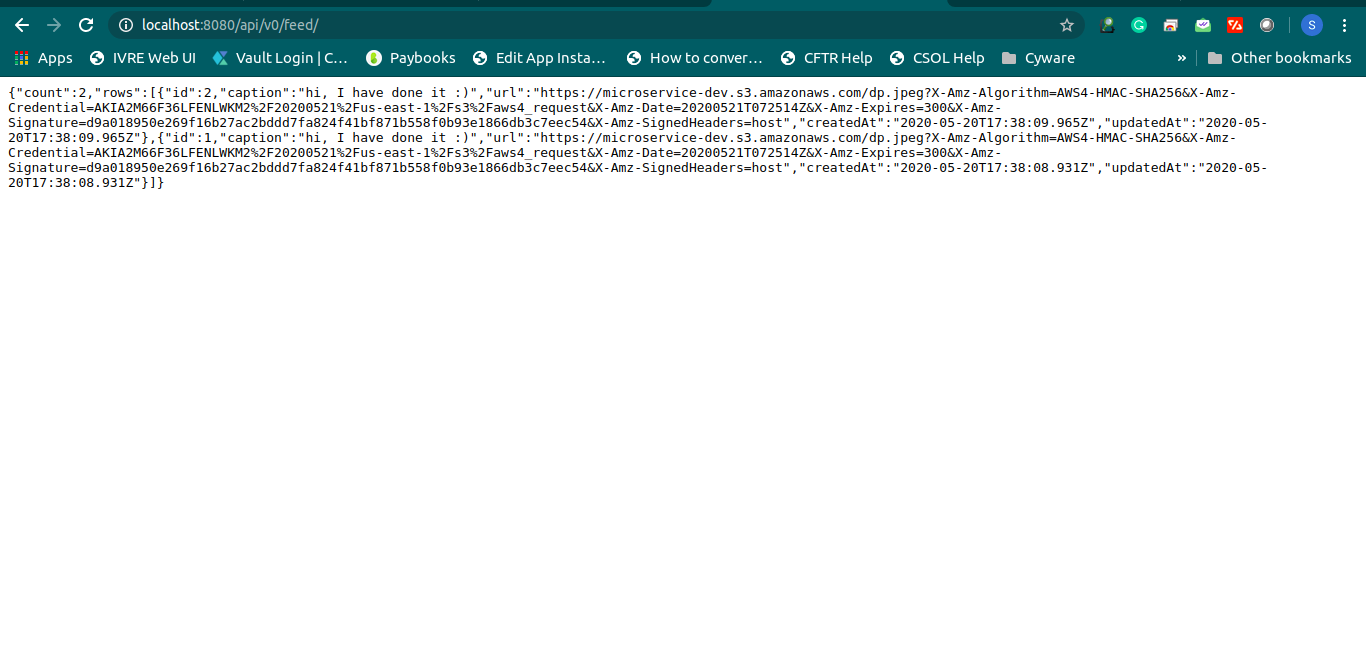 localhost:8080/api/v0/feed/
S
Apps IVRE Web UI Vault Login | C... Paybooks Edit App Insta... How to conver... CFTR Help CSOL Help Cyware » Other bookmarks
{"count":2,"rows":[{"id":2,"caption":"hi, I have done it :)","url":"https://microservice-dev.s3.amazonaws.com/dp.jpeg?X-Amz-Algorithm=AWS4-HMAC-SHA256&X-Amz-
Credential=AKIA2M66F36LFENLWKM2%2F20200521%2Fus-east-1%2Fs3%2Faws4_request&X-Amz-Date=20200521T072514Z&X-Amz-Expires=300&X-Amz-
Signature=d9a018950e269f16b27ac2bddd7fa824f41bf871b558f0b93e1866db3c7eec54&X-Amz-SignedHeaders=host","createdAt":"2020-05-20T17:38:09.965Z","updatedAt":"2020-05-
20T17:38:09.965Z"},{"id":1,"caption":"hi, I have done it :)","url":"https://microservice-dev.s3.amazonaws.com/dp.jpeg?X-Amz-Algorithm=AWS4-HMAC-SHA256&X-Amz-
Credential=AKIA2M66F36LFENLWKM2%2F20200521%2Fus-east-1%2Fs3%2Faws4_request&X-Amz-Date=20200521T072514Z&X-Amz-Expires=300&X-Amz-
Signature=d9a018950e269f16b27ac2bddd7fa824f41bf871b558f0b93e1866db3c7eec54&X-Amz-SignedHeaders=host","createdAt":"2020-05-20T17:38:08.931Z","updatedAt":"2020-05-
20T17:38:08.931Z"}]}